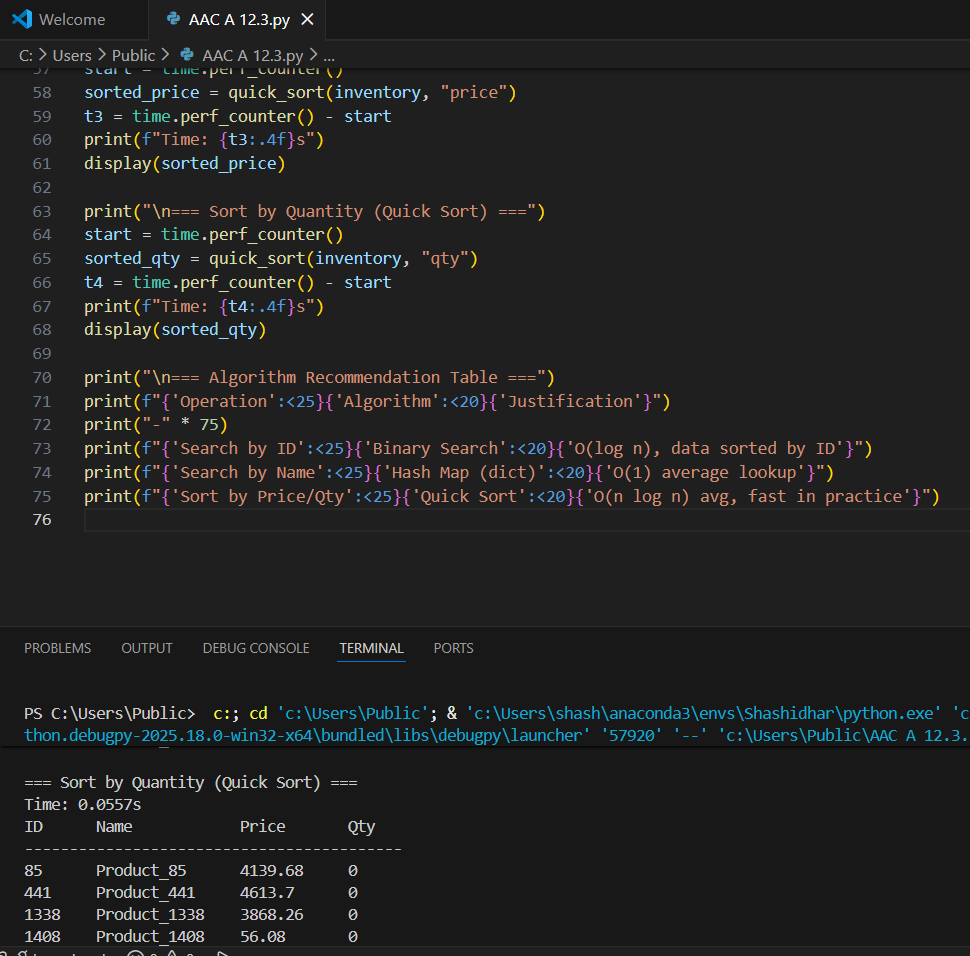 Welcome
AAC A 12.3.py
C: > Users > Public > AAC A 12.3.py > ...
57 start = time.perf_counter()
58 sorted_price = quick_sort(inventory, "price")
59 t3 = time.perf_counter() - start
60 print(f"Time: {t3:.4f}s")
61 display(sorted_price)
62
63 print("\n=== Sort by Quantity (Quick Sort) ===")
64 start = time.perf_counter()
65 sorted_qty = quick_sort(inventory, "qty")
66 t4 = time.perf_counter() - start
67 print(f"Time: {t4:.4f}s")
68 display(sorted_qty)
69
70 print("\n=== Algorithm Recommendation Table ===")
71 print(f"{'Operation':<25}{'Algorithm':<20}{'Justification'}")
72 print("-" * 75)
73 print(f"{'Search by ID':<25}{'Binary Search':<20}{'O(log n), data sorted by ID'}")
74 print(f"{'Search by Name':<25}{'Hash Map (dict)':<20}{'O(1) average lookup'}")
75 print(f"{'Sort by Price/Qty':<25}{'Quick Sort':<20}{'O(n log n) avg, fast in practice'}")
76
PROBLEMS OUTPUT DEBUG CONSOLE TERMINAL PORTS
PS C:\Users\Public>  c:; cd 'c:\Users\Public'; & 'c:\Users\shash\anaconda3\envs\Shashidhar\python.exe' 'c
thon.debugpy-2025.18.0-win32-x64\bundled\libs\debugpy\launcher' '57920' '--' 'c:\Users\Public\AAC A 12.3.
=== Sort by Quantity (Quick Sort) ===
Time: 0.0557s
ID Name Price Qty
------------------------------------------
85 Product_85 4139.68 0
441 Product_441 4613.7 0
1338 Product_1338 3868.26 0
1408 Product_1408 56.08 0